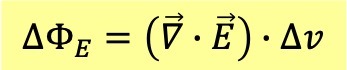 ΔΦ_E = (∇⃗ · E⃗) · Δv